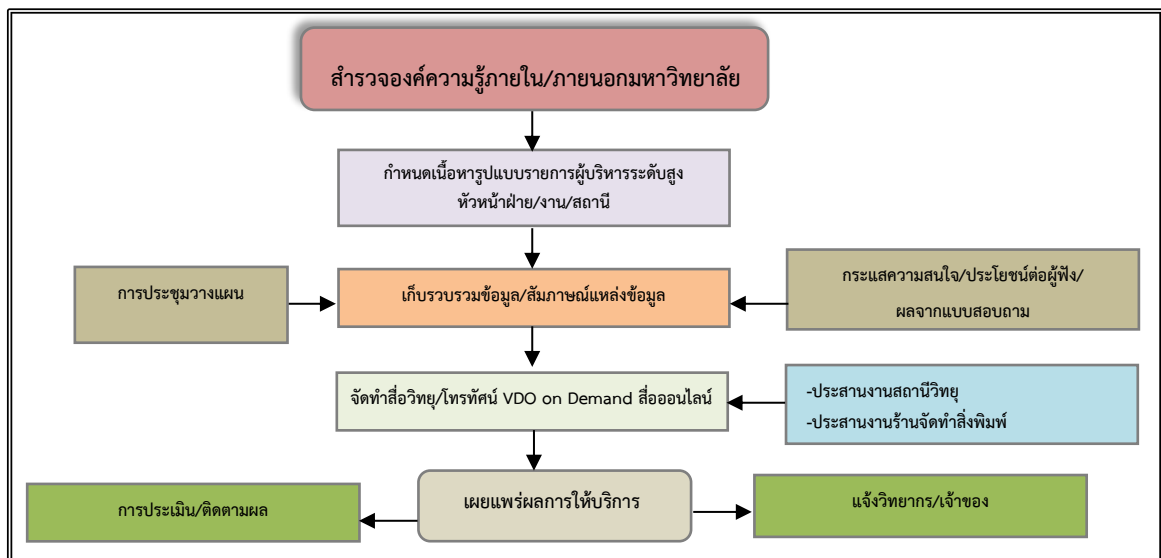 สำรวจองค์ความรู้ภายใน/ภายนอกมหาวิทยาลัย
กำหนดเนื้อหารูปแบบรายการผู้บริหารระดับสูง
หัวหน้าฝ่าย/งาน/สถานี
การประชุมวางแผน
เก็บรวบรวมข้อมูล/สัมภาษณ์แหล่งข้อมูล
กระแสความสนใจ/ประโยชน์ต่อผู้ฟัง/
ผลจากแบบสอบถาม
จัดทำสื่อวิทยุ/โทรทัศน์ VDO on Demand สื่อออนไลน์
-ประสานงานสถานีวิทยุ
-ประสานงานร้านจัดทำสิ่งพิมพ์
การประเมิน/ติดตามผล
เผยแพร่ผลการให้บริการ
แจ้งวิทยากร/เจ้าของ